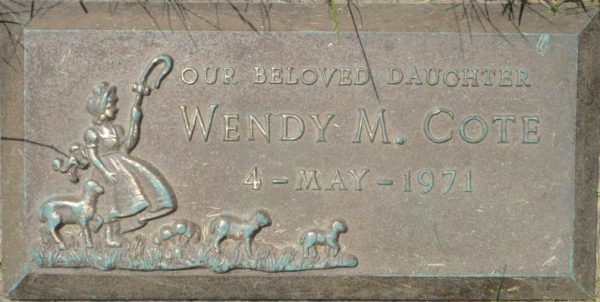 OUR BELOVED DAUGHTER
WENDY M. COTE
4-MAY-1971